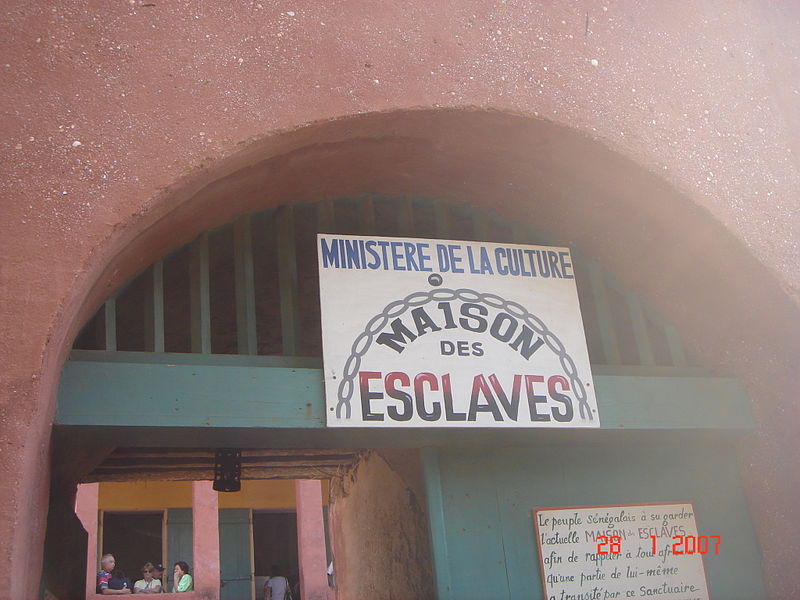 MINISTERE DE LA CULTURE
MAISON
DES
ESCLAVES
Le peuple Sénégalais à su garder
l'actuelle MAISON des ESCLAVES
afin de rappeler à tout afri
qu'une partie de lui-même
a transité par ce Sanctuaire
28 1 2007